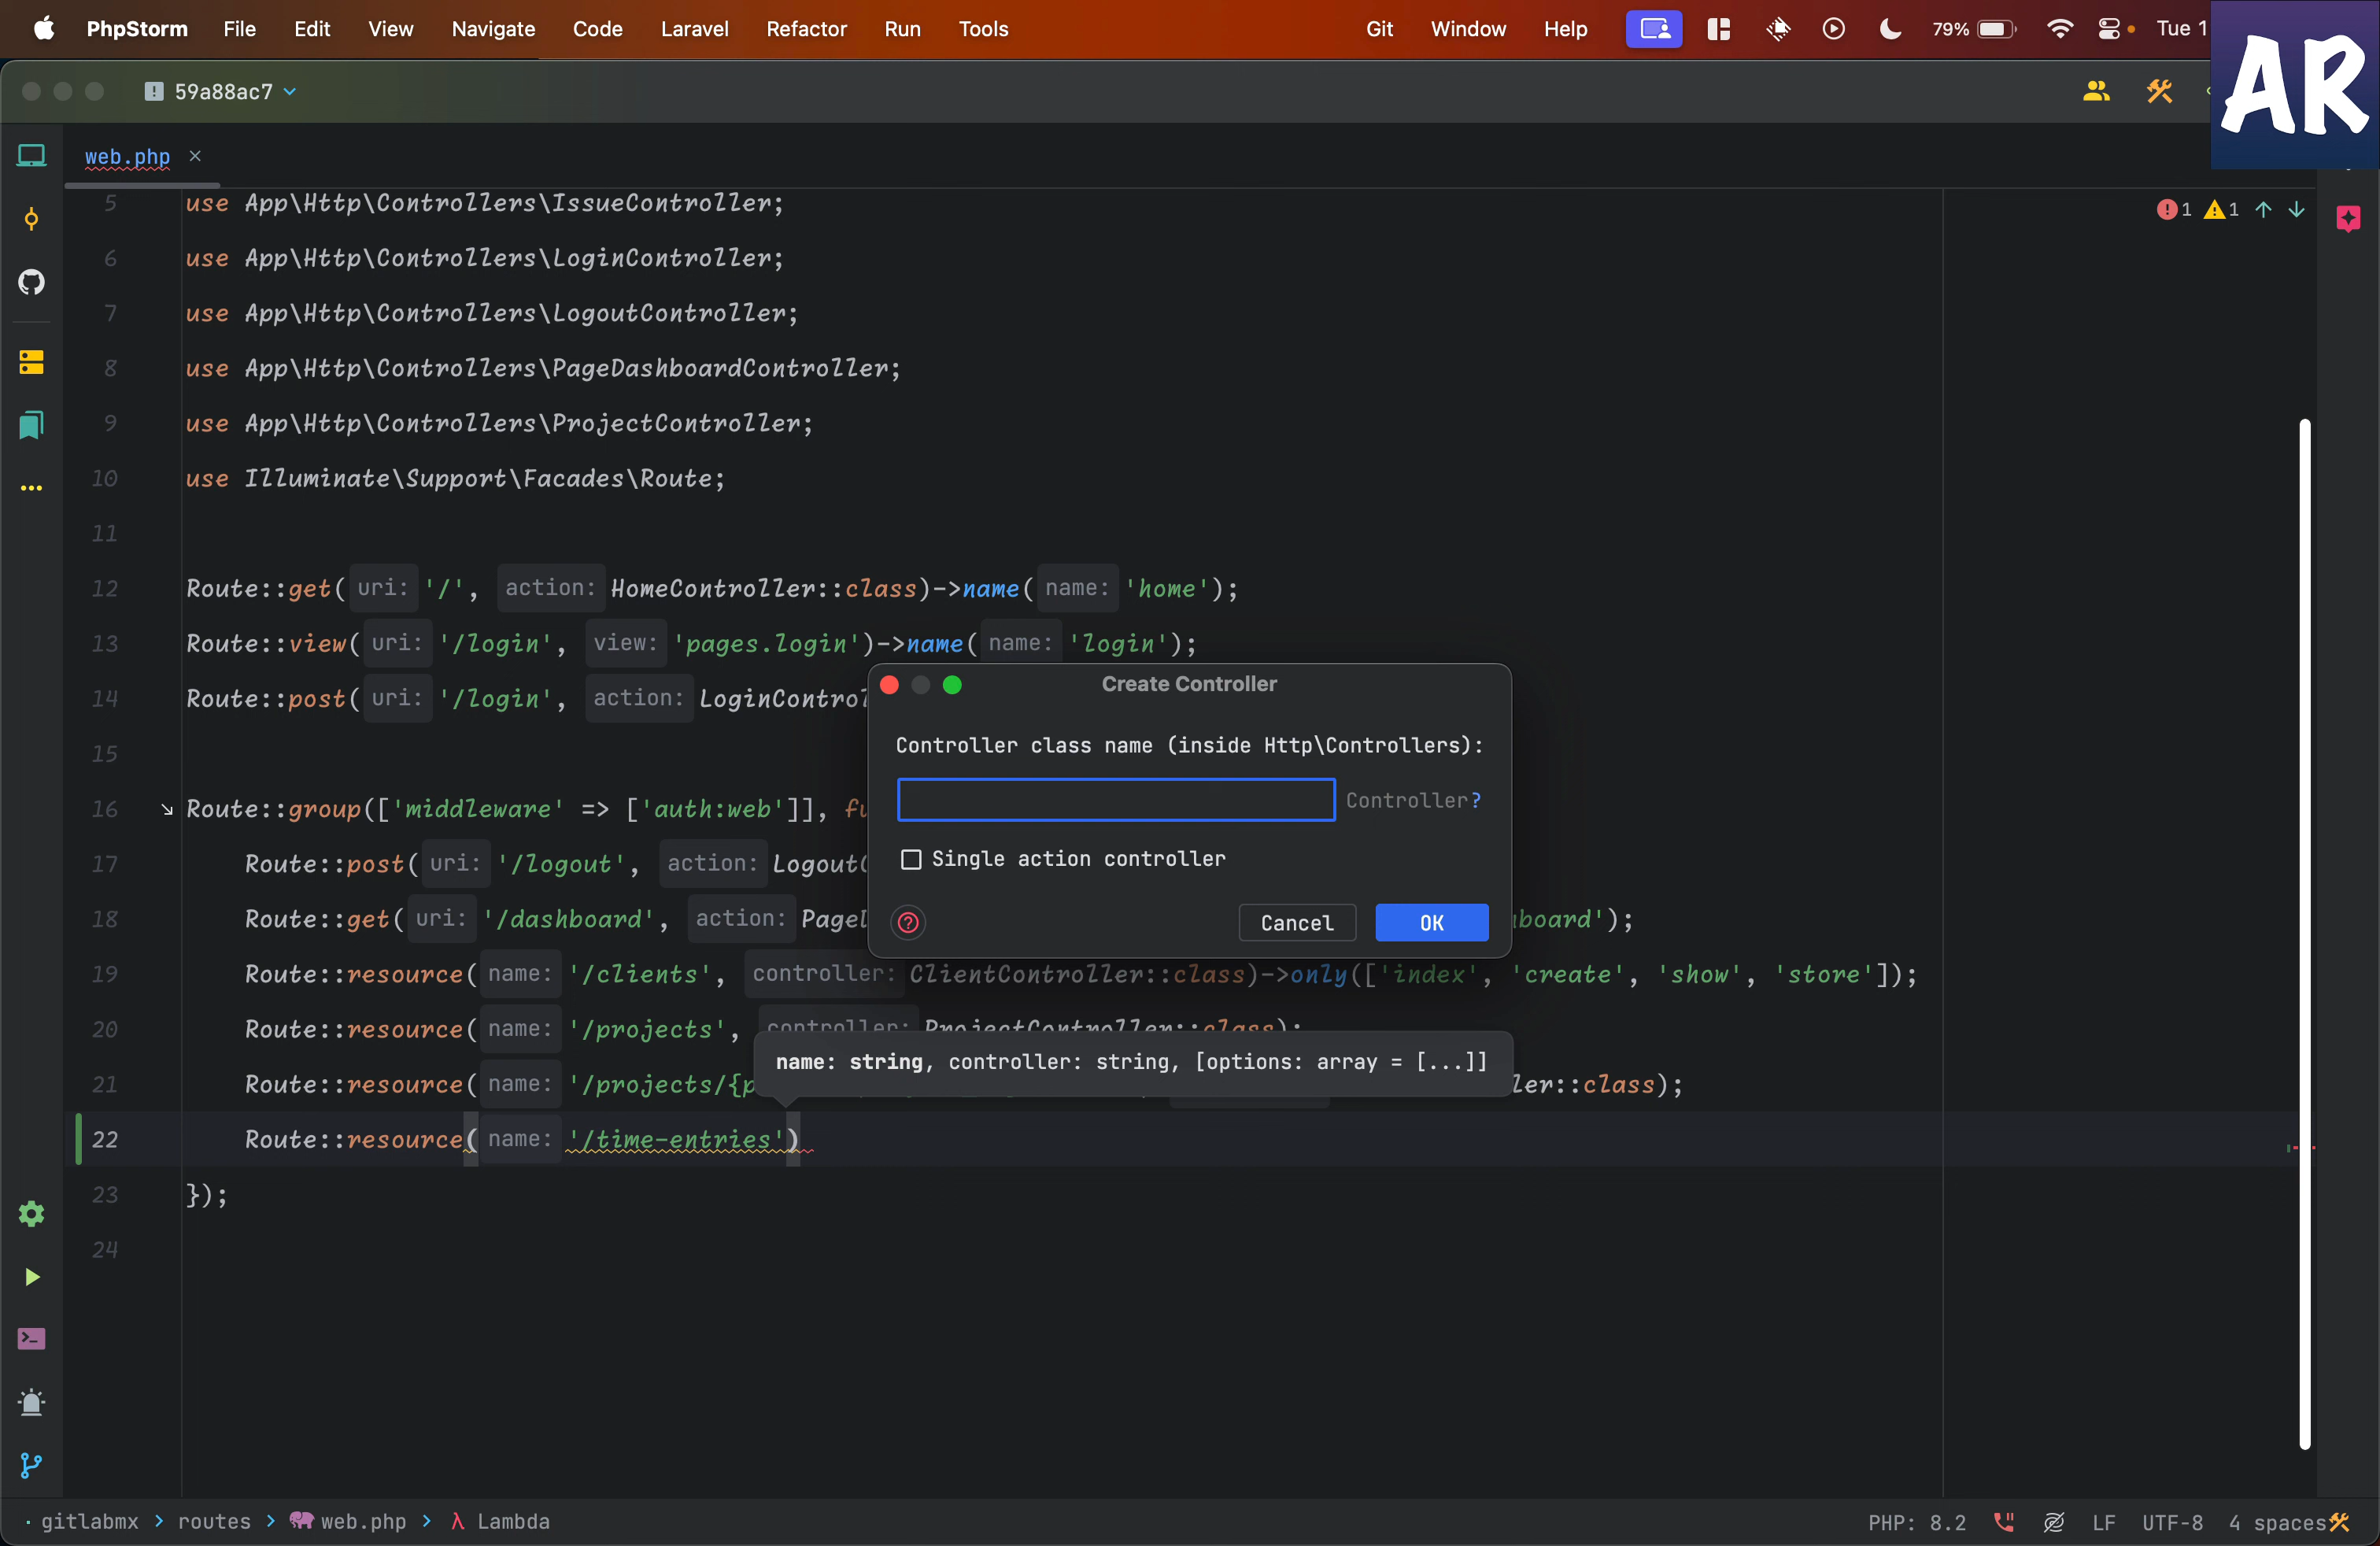 PhpStorm File Edit View Navigate Code Laravel Refactor Run Tools Git Window Help 79% Tue 1
AR
59a88ac7
web.php
1 1
5 use App\Http\Controllers\IssueController;
6 use App\Http\Controllers\LoginController;
7 use App\Http\Controllers\LogoutController;
8 use App\Http\Controllers\PageDashboardController;
9 use App\Http\Controllers\ProjectController;
10 use Illuminate\Support\Facades\Route;
11
12 Route::get( uri: '/', action: HomeController::class)->name( name: 'home');
13 Route::view( uri: '/login', view: 'pages.login')->name( name: 'login');
14 Route::post( uri: '/login', action: LoginControl
15
16 Route::group(['middleware' => ['auth:web']], fu
17 Route::post( uri: '/logout', action: Logout
18 Route::get( uri: '/dashboard', action: Page board');
19 Route::resource( name: '/clients', controller: ClientController::class)->only(['index', 'create', 'show', 'store']);
20 Route::resource( name: '/projects', controller: ProjectController::class);
21 Route::resource( name: '/projects/{p ler::class);
22 Route::resource( name: '/time-entries')
23 });
24
Create Controller
Controller class name (inside Http\Controllers):
Controller?
Single action controller
Cancel OK
name: string, controller: string, [options: array = [...]]
gitlabmx > routes > web.php > λ Lambda
PHP: 8.2 LF UTF-8 4 spaces